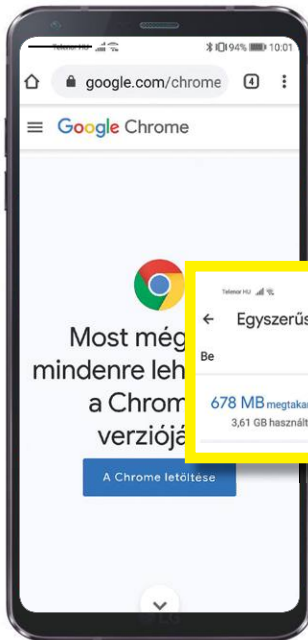 Telenor HU 94% 10:01
google.com/chrome 4
Google Chrome
Most még
mindenre leh
a Chrom
verziójá
A Chrome letöltése
Telenor HU
Egyszerűs
Be
678 MB megtakar
3,61 GB használt
LG